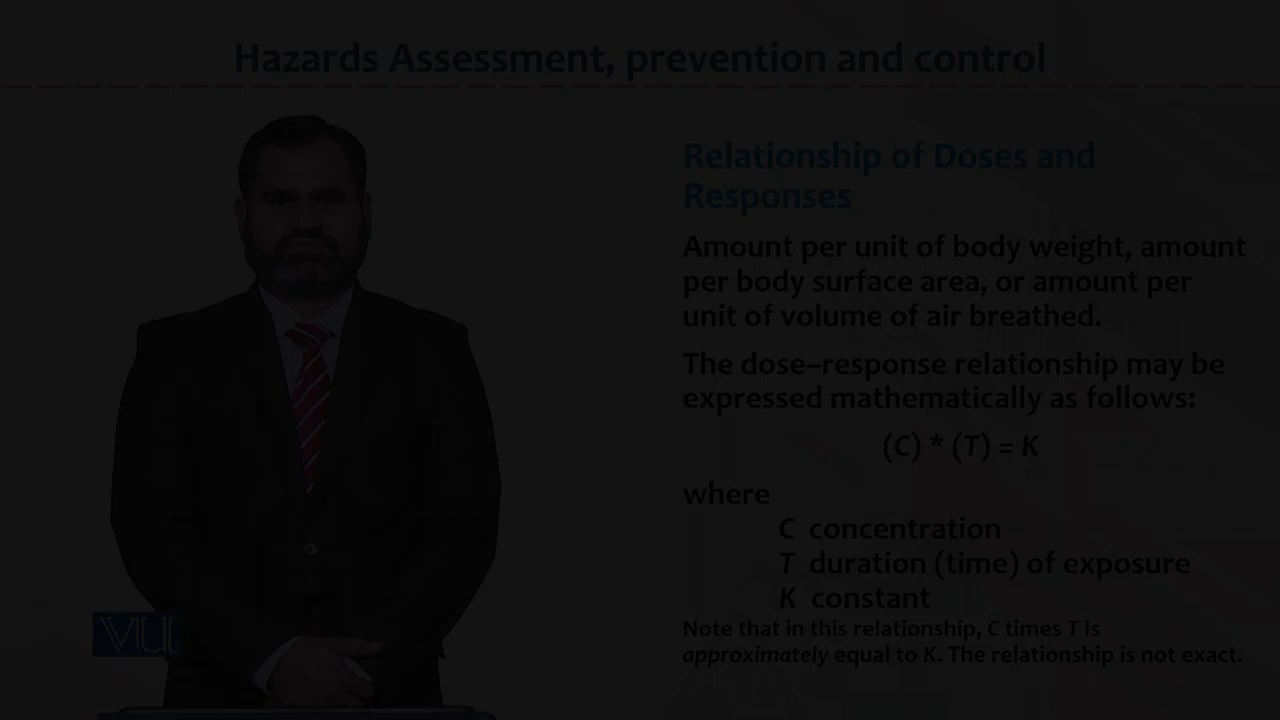 Hazards Assessment, prevention and control
Relationship of Doses and
Responses
Amount per unit of body weight, amount
per body surface area, or amount per
unit of volume of air breathed.
The dose–response relationship may be
expressed mathematically as follows:
(C) * (T) = K
where
C concentration
T duration (time) of exposure
K constant
Note that in this relationship, C times T is
approximately equal to K. The relationship is not exact.
VU